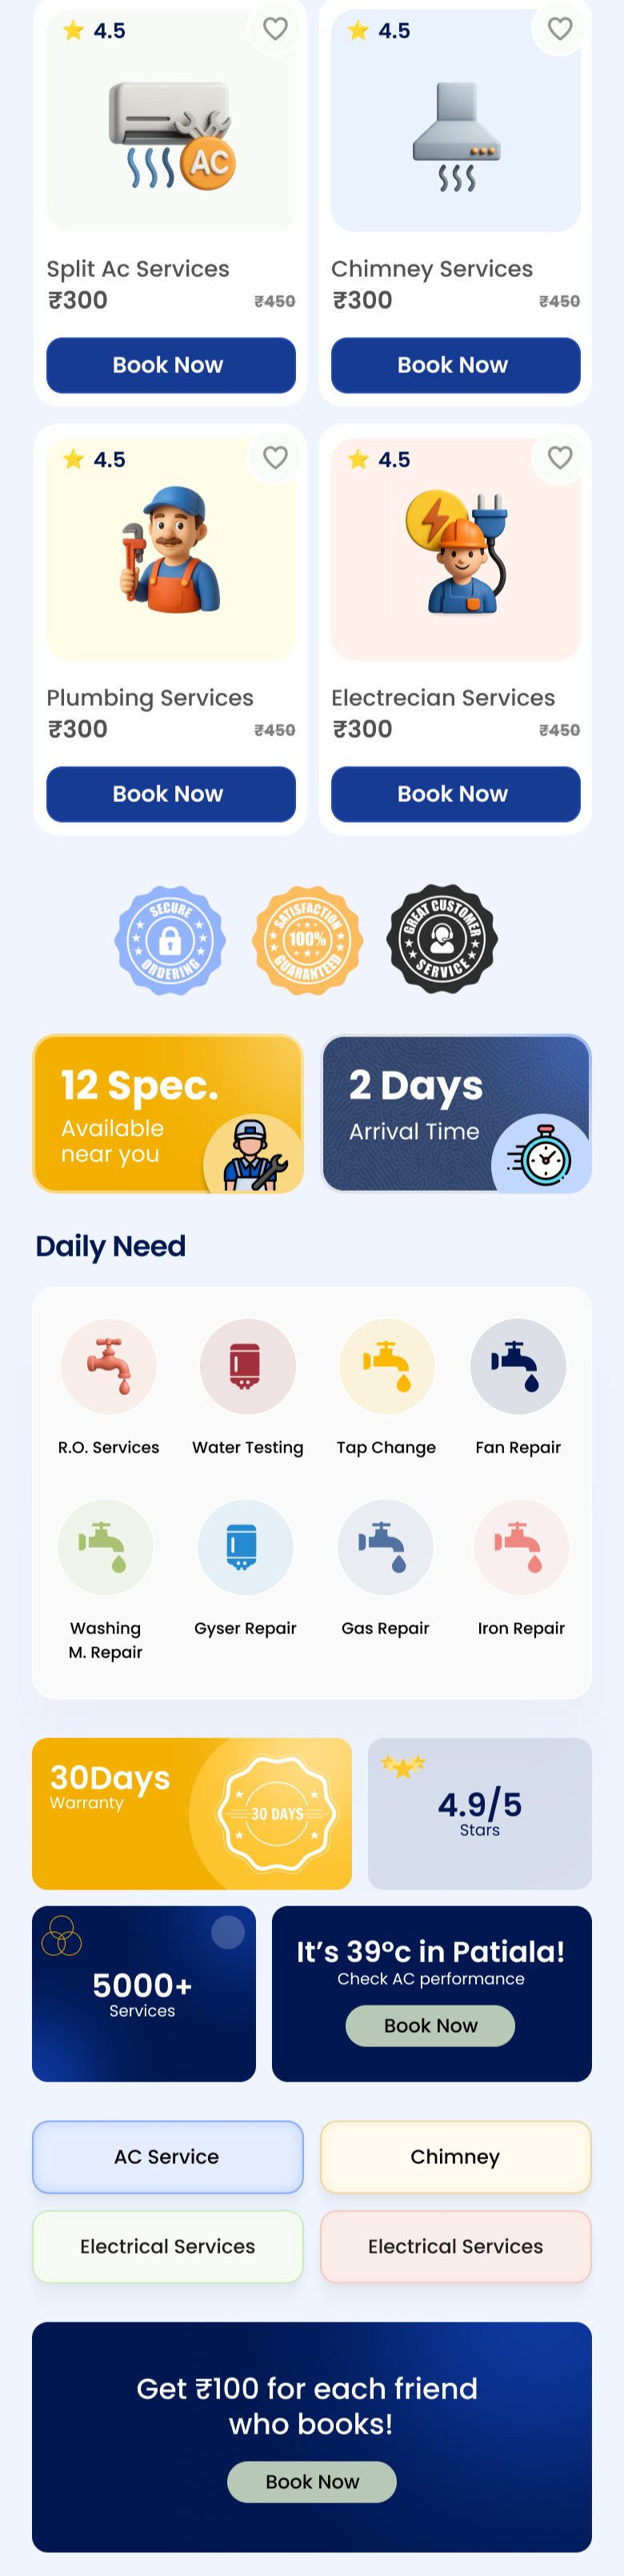 4.5
4.5
AC
Split Ac Services
Chimney Services
₹300
₹450
₹300
₹450
Book Now
Book Now
4.5
4.5
Plumbing Services
Electrecian Services
₹300
₹450
₹300
₹450
Book Now
Book Now
SECURE
ORDERING
SATISFACTION
100%
GUARANTEED
GREAT CUSTOMER
SERVICE
12 Spec.
Available
near you
2 Days
Arrival Time
Daily Need
R.O. Services
Water Testing
Tap Change
Fan Repair
Washing
M. Repair
Gyser Repair
Gas Repair
Iron Repair
30Days
Warranty
30 DAYS
4.9/5
Stars
5000+
Services
It’s 39°c in Patiala!
Check AC performance
Book Now
AC Service
Chimney
Electrical Services
Electrical Services
Get ₹100 for each friend
who books!
Book Now